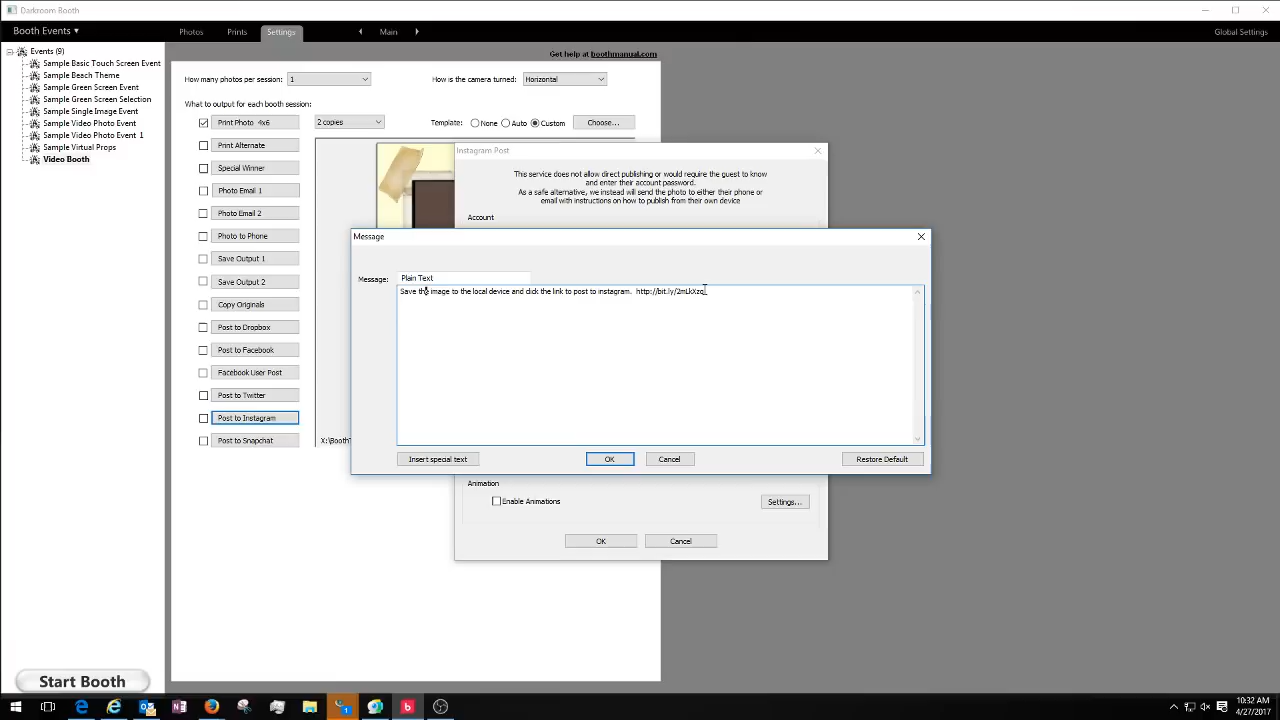 Darkroom Booth
Booth Events
Photos
Prints
Settings
Main
Global Settings
Events (9)
Sample Basic Touch Screen Event
Sample Beach Theme
Sample Green Screen Event
Sample Green Screen Selection
Sample Single Image Event
Sample Video Photo Event
Sample Video Photo Event 1
Sample Virtual Props
Video Booth
Get help at boothmanual.com
How many photos per session: 1
How is the camera turned: Horizontal
What to output for each booth session:
Print Photo 4x6
2 copies
Template: None Auto Custom Choose...
Print Alternate
Special Winner
Photo Email 1
Photo Email 2
Photo to Phone
Save Output 1
Save Output 2
Copy Originals
Post to Dropbox
Post to Facebook
Facebook User Post
Post to Twitter
Post to Instagram
Post to Snapchat
X:\Booth
Instagram Post
This service does not allow direct publishing or would require the guest to know
and enter their account password.
As a safe alternative, we instead will send the photo to either their phone or
email with instructions on how to publish from their own device
Account
Message
Message: Plain Text
Save the image to the local device and click the link to post to instagram. http://bit.ly/2mLkXzq
Insert special text
OK
Cancel
Restore Default
Animation
Enable Animations
Settings...
OK
Cancel
Start Booth
10:32 AM
4/27/2017